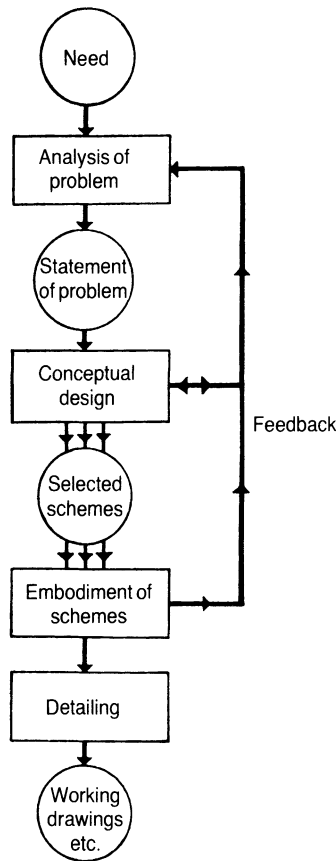 Need
Analysis of
problem
Statement
of problem
Conceptual
design
Feedback
Selected
schemes
Embodiment of
schemes
Detailing
Working
drawings
etc.